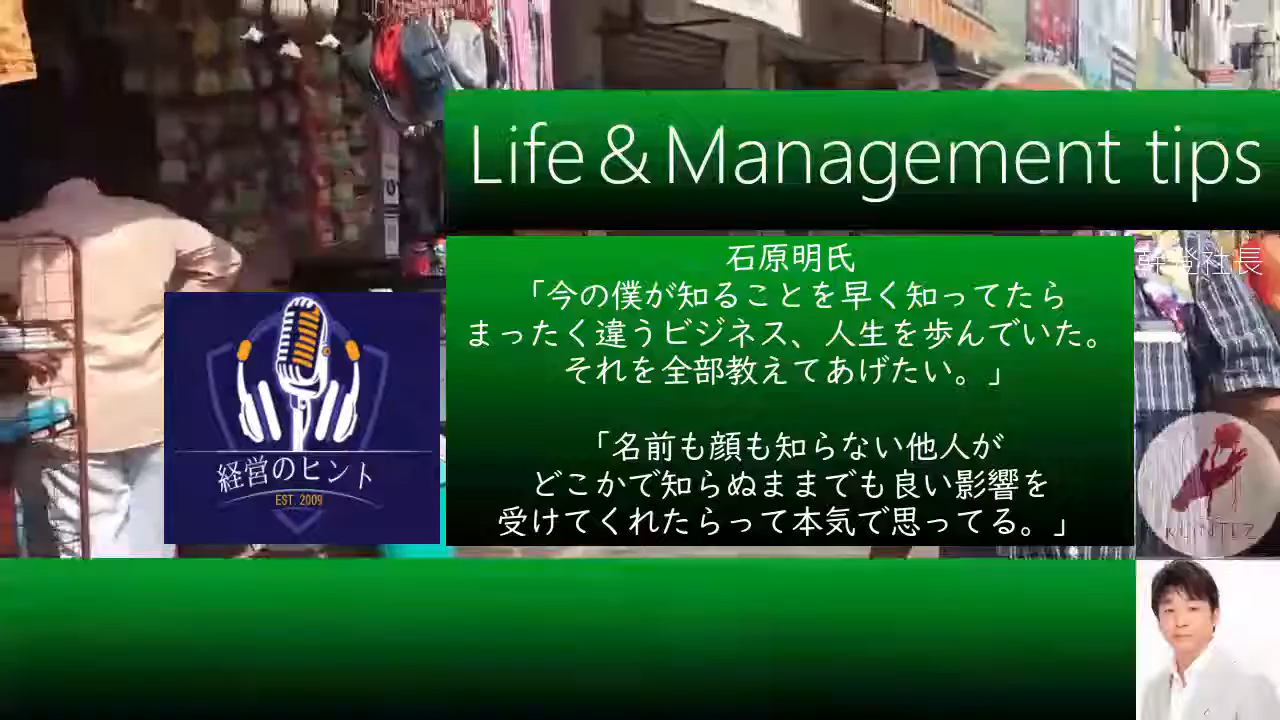 Life＆Management tips
石原明氏
「今の僕が知ることを早く知ってたら
まったく違うビジネス、人生を歩んでいた。
それを全部教えてあげたい。」
「名前も顔も知らない他人が
どこかで知らぬままでも良い影響を
受けてくれたらって本気で思ってる。」
経営のヒント
EST. 2009
幹登社長